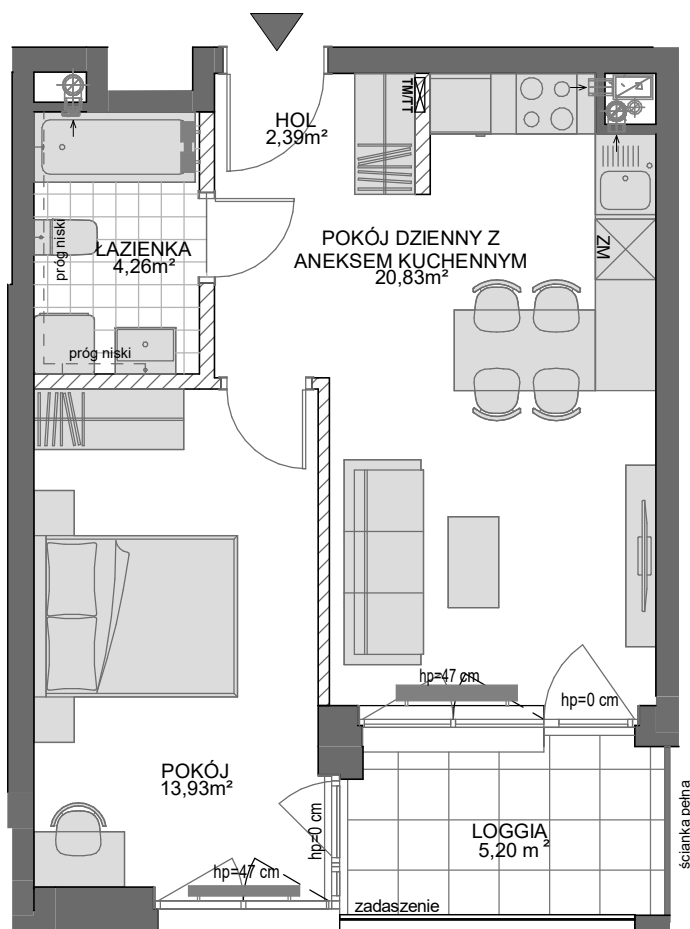 HOL
2,39m²
TM/TT
ŁAZIENKA
4,26m²
próg niski
próg niski
POKÓJ DZIENNY Z
ANEKSEM KUCHENNYM
20,83m²
ZM
hp=47 cm
hp=0 cm
POKÓJ
13,93m²
hp=0 cm
hp=47 cm
LOGGIA
5,20 m²
ścianka pełna
zadaszenie